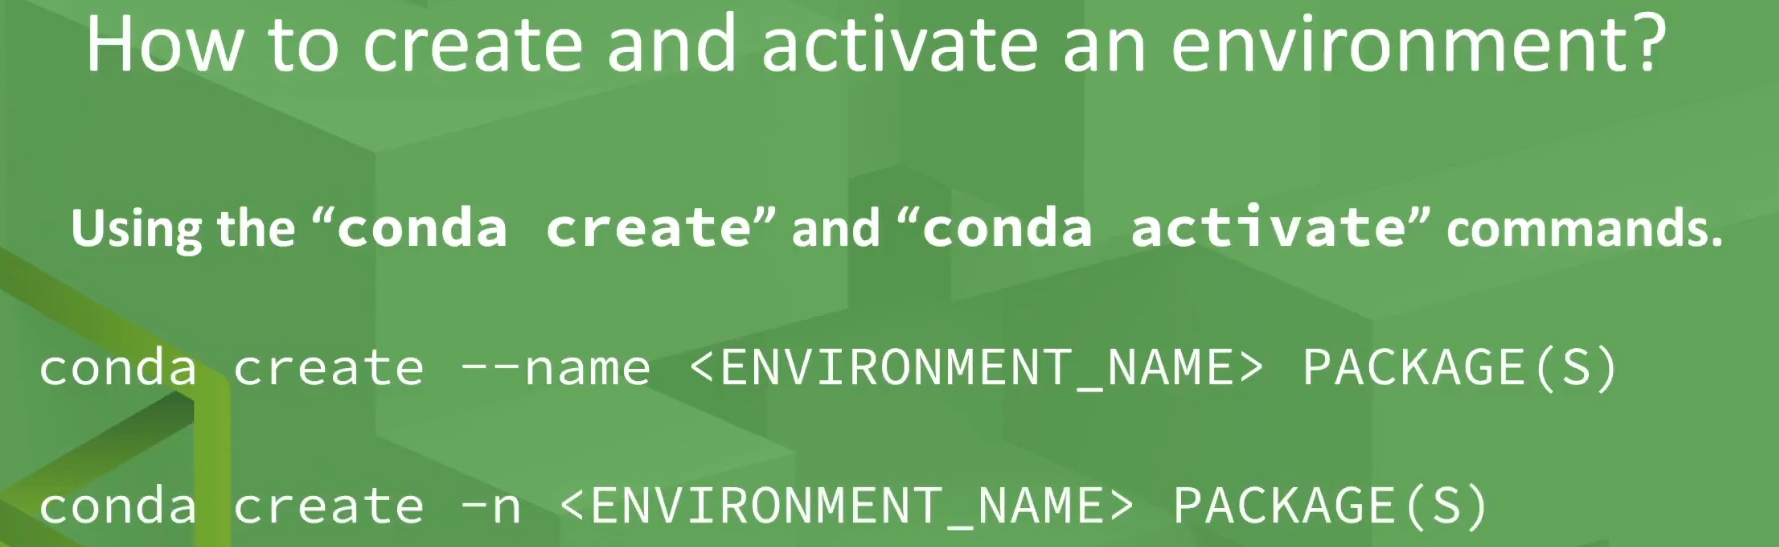 How to create and activate an environment?
Using the “conda create” and “conda activate” commands.
conda create --name <ENVIRONMENT_NAME> PACKAGE(S)
conda create -n <ENVIRONMENT_NAME> PACKAGE(S)